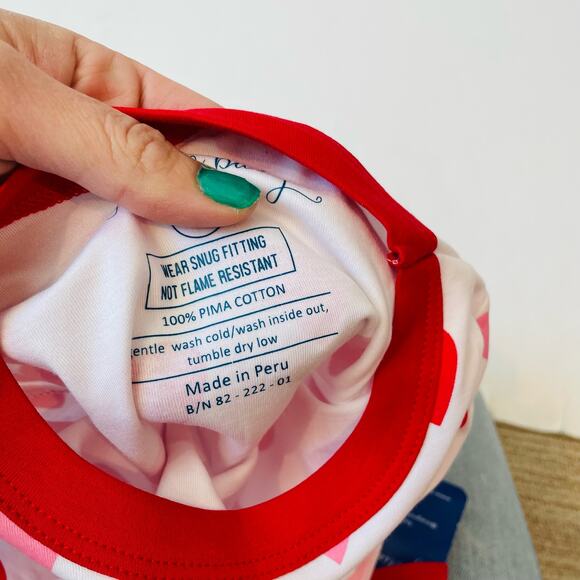 WEAR SNUG FITTING
NOT FLAME RESISTANT
100% PIMA COTTON
entle wash cold/wash inside out,
tumble dry low
Made in Peru
B/N 82 - 222 - 01